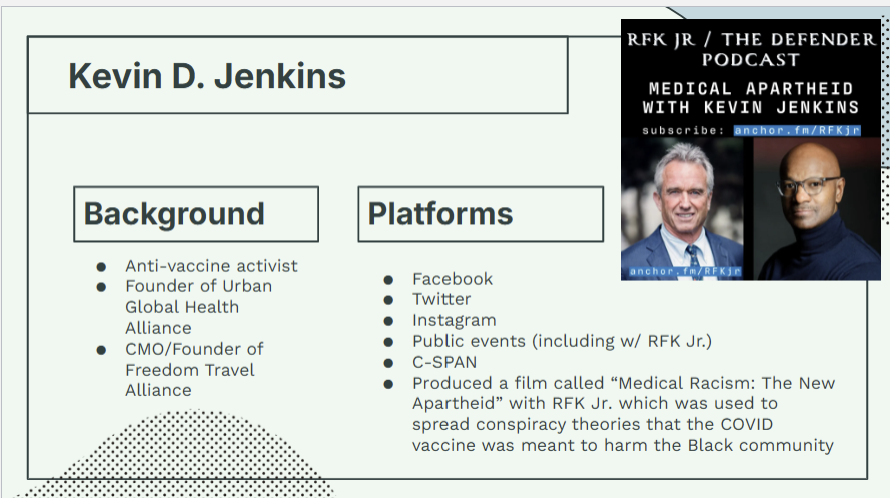 Kevin D. Jenkins
RFK JR / THE DEFENDER
PODCAST
MEDICAL APARTHEID
WITH KEVIN JENKINS
subscribe: anchor.fm/RFKjr
anchor.fm/RFKjr
Background
● Anti-vaccine activist
● Founder of Urban
Global Health
Alliance
● CMO/Founder of
Freedom Travel
Alliance
Platforms
● Facebook
● Twitter
● Instagram
● Public events (including w/ RFK Jr.)
● C-SPAN
● Produced a film called “Medical Racism: The New
Apartheid” with RFK Jr. which was used to
spread conspiracy theories that the COVID
vaccine was meant to harm the Black community